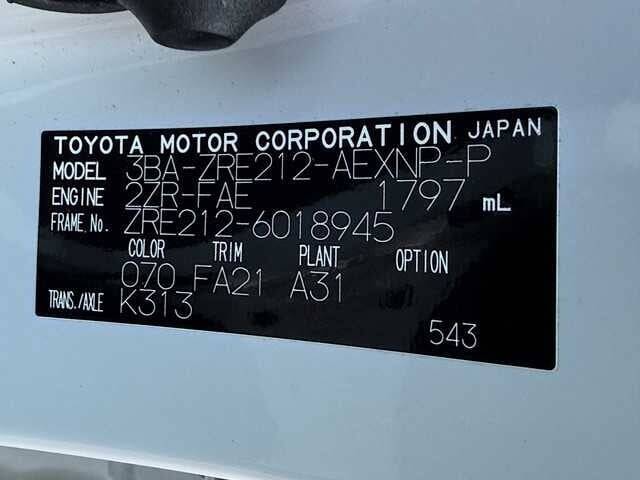 TOYOTA MOTOR CORPORATION JAPAN
MODEL 3BA-ZRE212-AEXNP-P
ENGINE 2ZR-FAE 1797 mL
FRAME.No. ZRE212-6018945
COLOR TRIM PLANT OPTION
070 FA21 A31
TRANS./AXLE K313
543